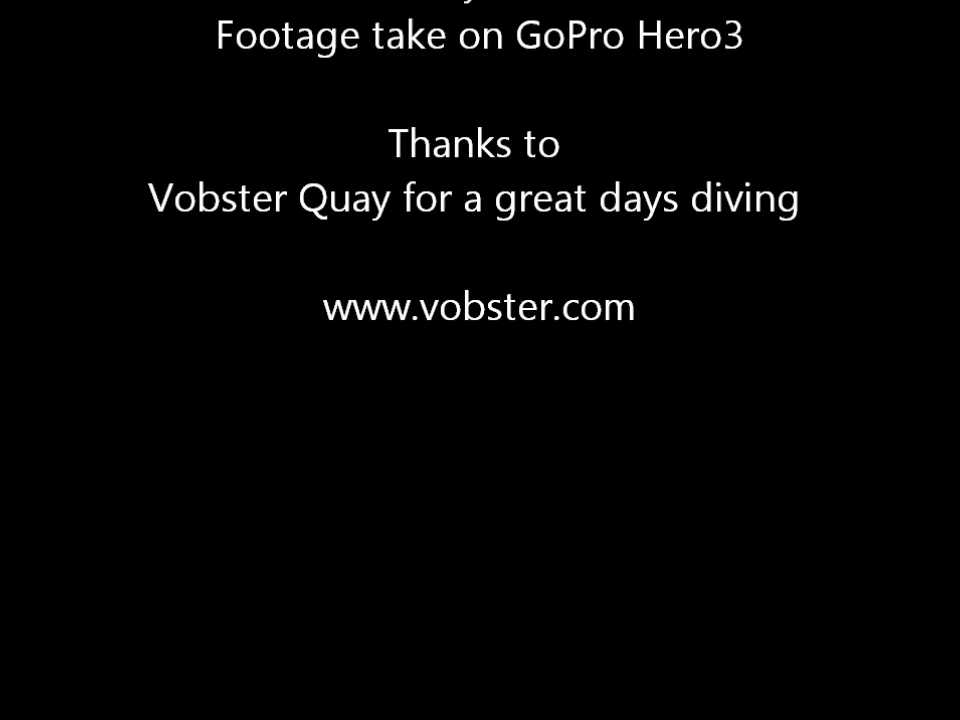 Footage take on GoPro Hero3
Thanks to
Vobster Quay for a great days diving
www.vobster.com